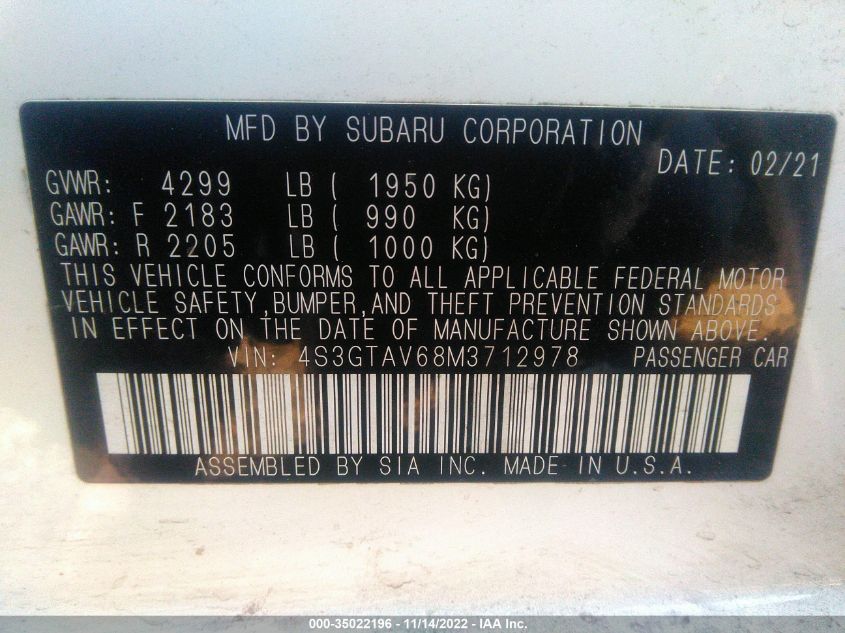 MFD BY SUBARU CORPORATION
DATE: 02/21
GVWR: 4299 LB ( 1950 KG)
GAWR: F 2183 LB ( 990 KG)
GAWR: R 2205 LB ( 1000 KG)
THIS VEHICLE CONFORMS TO ALL APPLICABLE FEDERAL MOTOR
VEHICLE SAFETY,BUMPER,AND THEFT PREVENTION STANDARDS
IN EFFECT ON THE DATE OF MANUFACTURE SHOWN ABOVE.
VIN: 4S3GTAV68M3712978 PASSENGER CAR
ASSEMBLED BY SIA INC. MADE IN U.S.A.
000-35022196 - 11/14/2022 - IAA Inc.